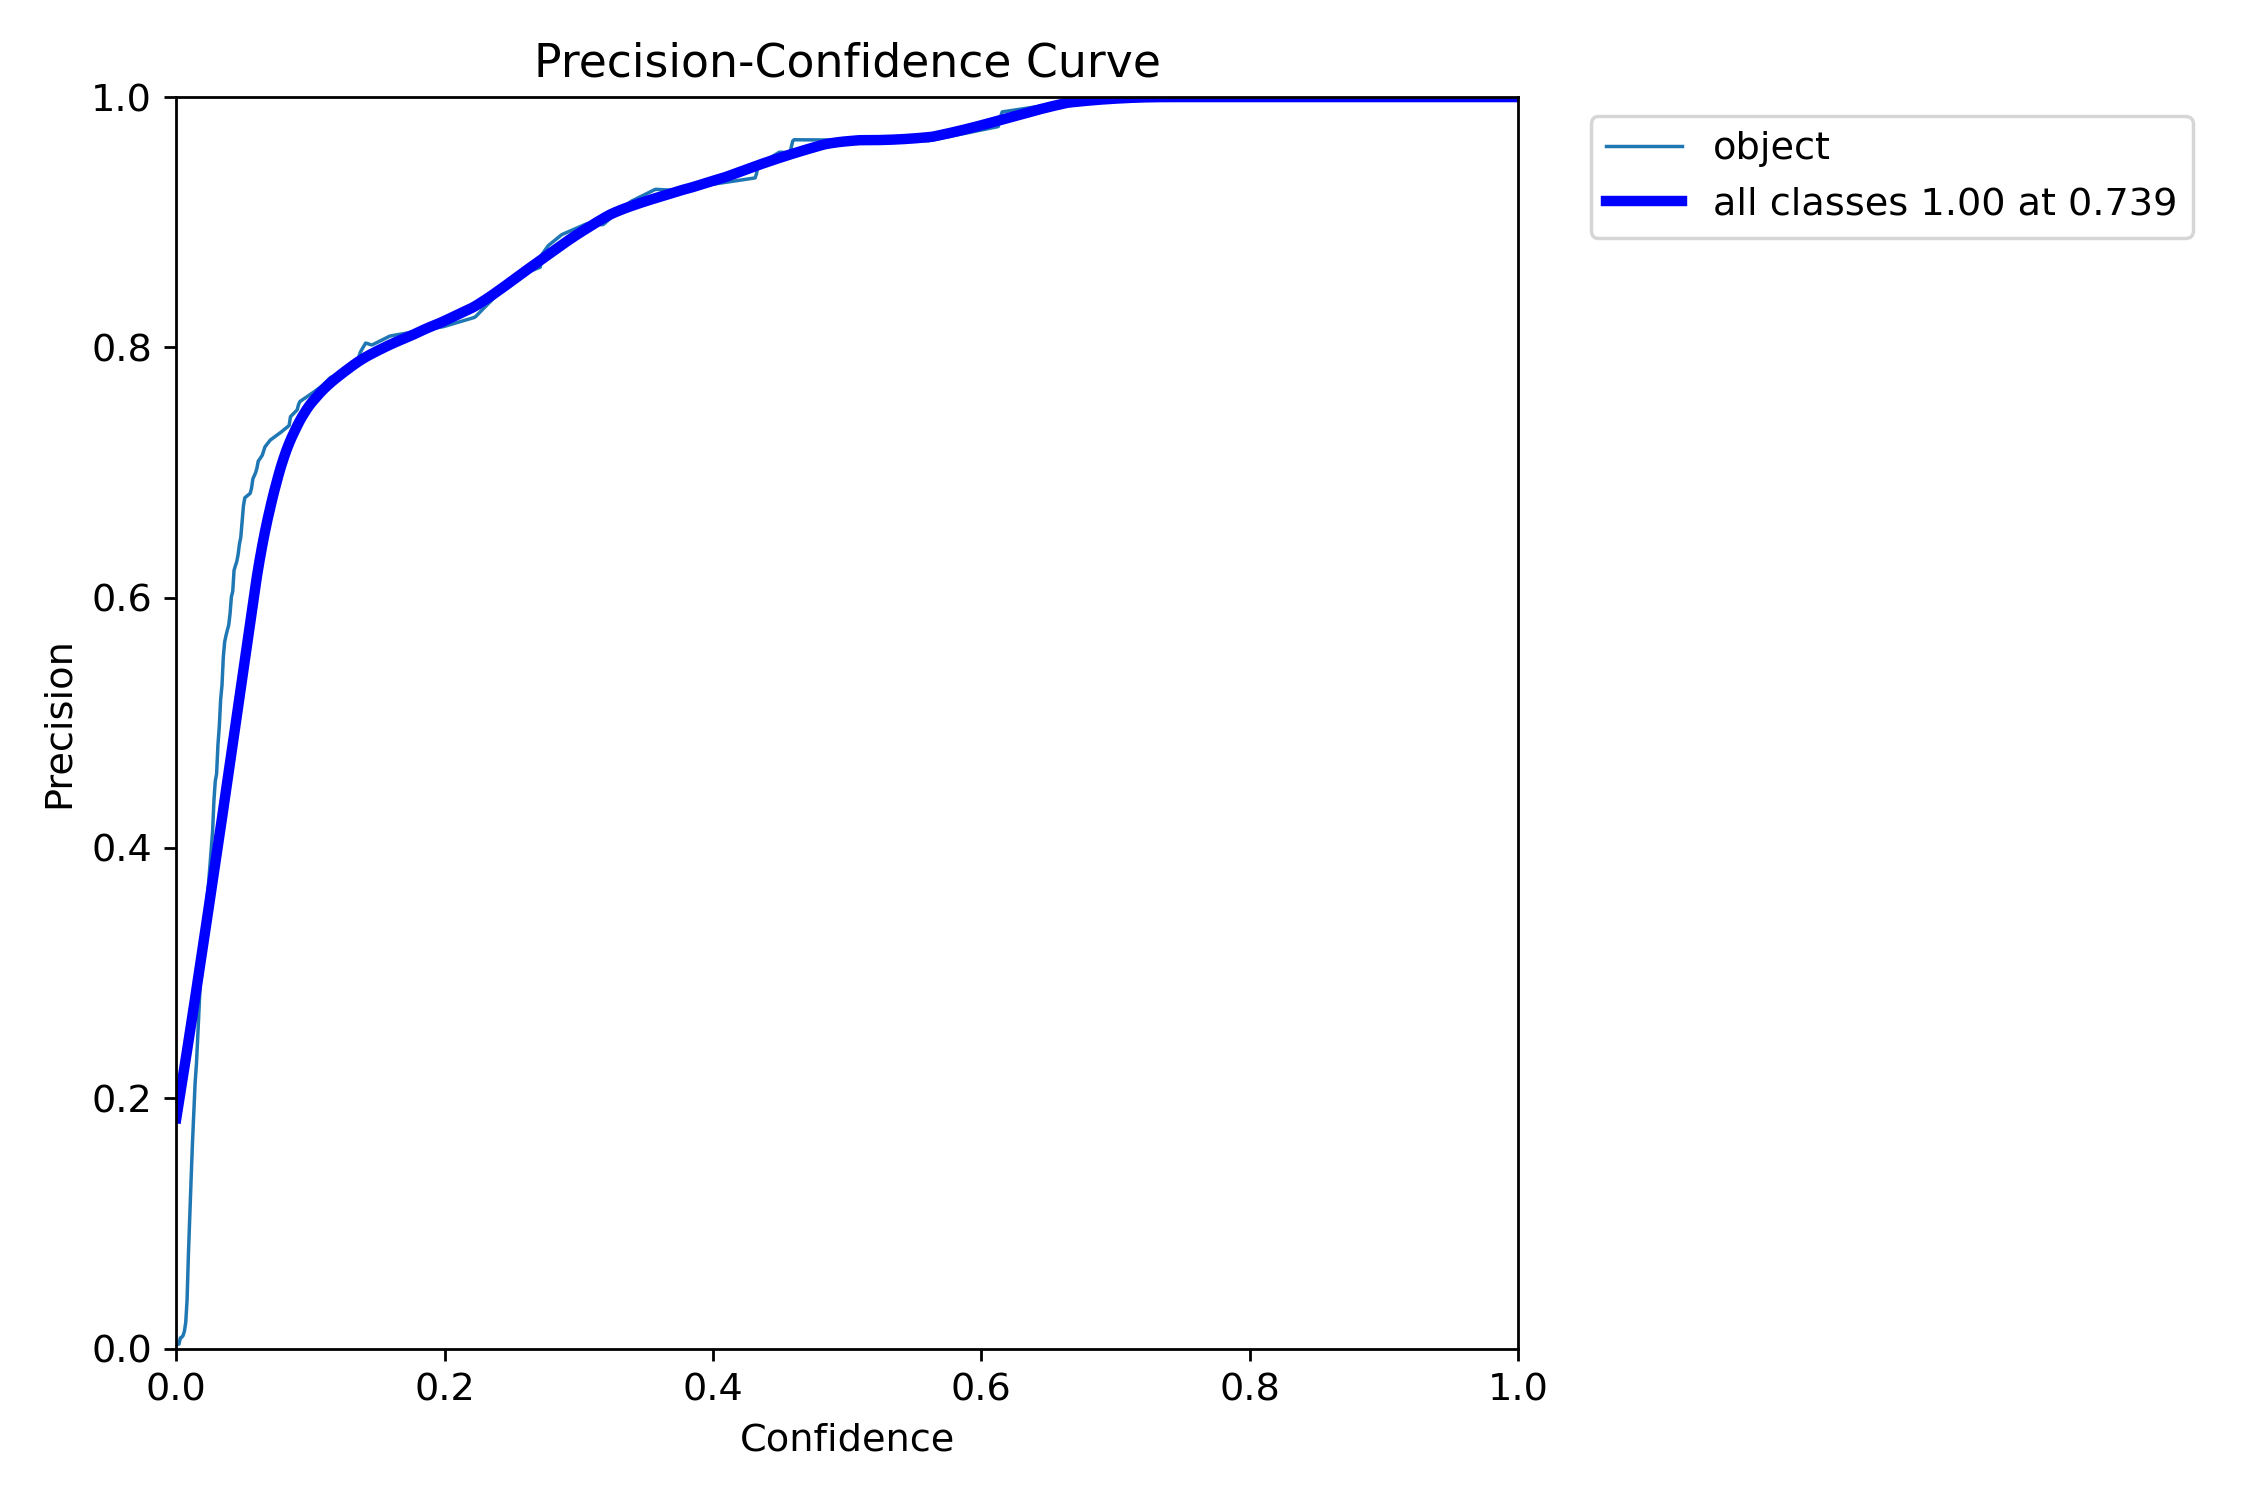 Precision-Confidence Curve
1.0
0.8
0.6
0.4
0.2
0.0
Precision
0.0 0.2 0.4 0.6 0.8 1.0
Confidence
object
all classes 1.00 at 0.739